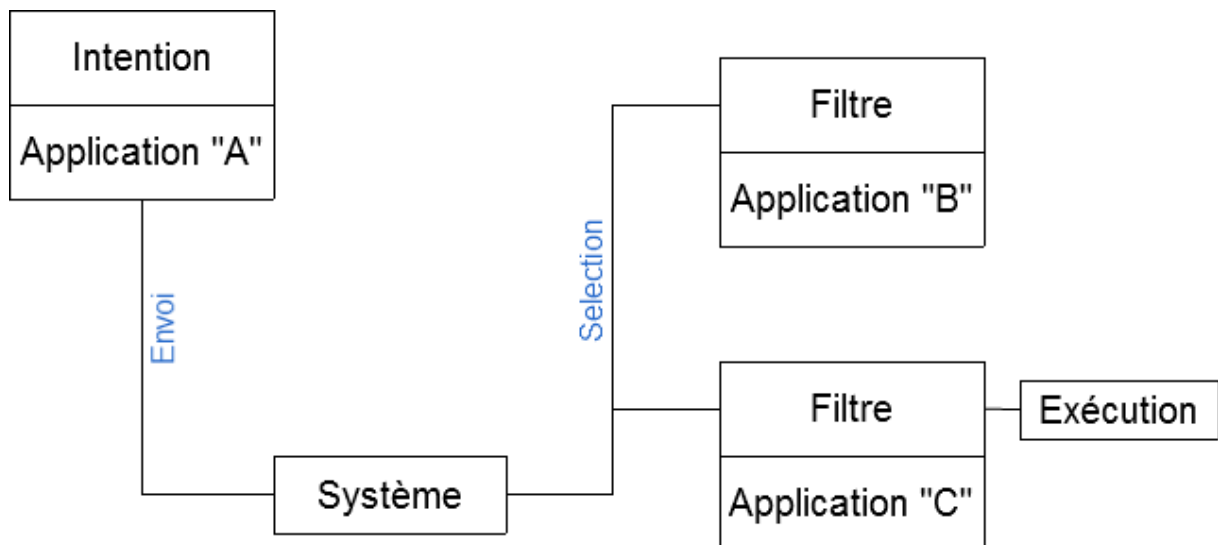 Intention
Application "A"
Envoi
Système
Selection
Filtre
Application "B"
Filtre
Application "C"
Exécution